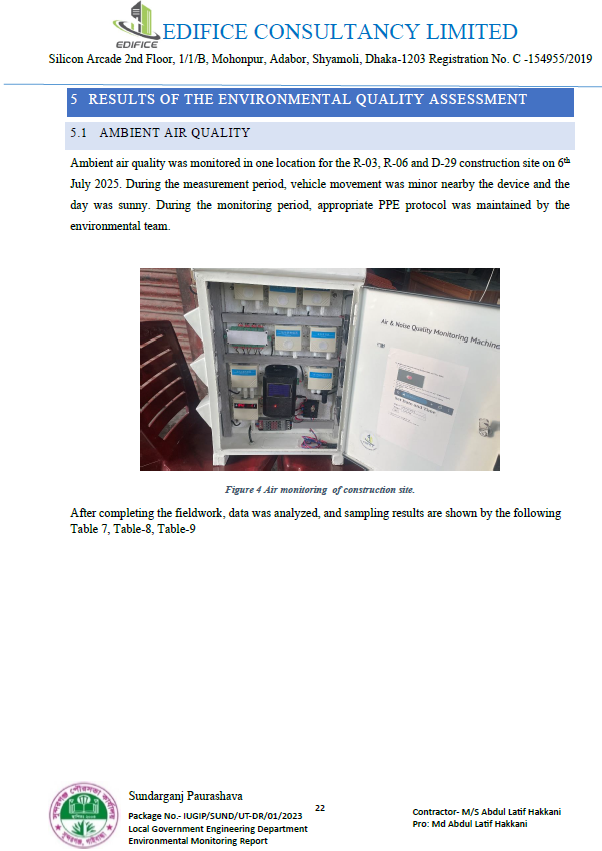 EDIFICE
EDIFICE CONSULTANCY LIMITED
Silicon Arcade 2nd Floor, 1/1/B, Mohonpur, Adabor, Shyamoli, Dhaka-1203 Registration No. C -154955/2019
5 RESULTS OF THE ENVIRONMENTAL QUALITY ASSESSMENT
5.1 AMBIENT AIR QUALITY
Ambient air quality was monitored in one location for the R-03, R-06 and D-29 construction site on 6th
July 2025. During the measurement period, vehicle movement was minor nearby the device and the
day was sunny. During the monitoring period, appropriate PPE protocol was maintained by the
environmental team.
Air & Noise Quality Monitoring Machine
Figure 4 Air monitoring of construction site.
After completing the fieldwork, data was analyzed, and sampling results are shown by the following
Table 7, Table-8, Table-9
Sundarganj Paurashava
Package No.- IUGIP/SUND/UT-DR/01/2023
Local Government Engineering Department
Environmental Monitoring Report
22
Contractor- M/S Abdul Latif Hakkani
Pro: Md Abdul Latif Hakkani